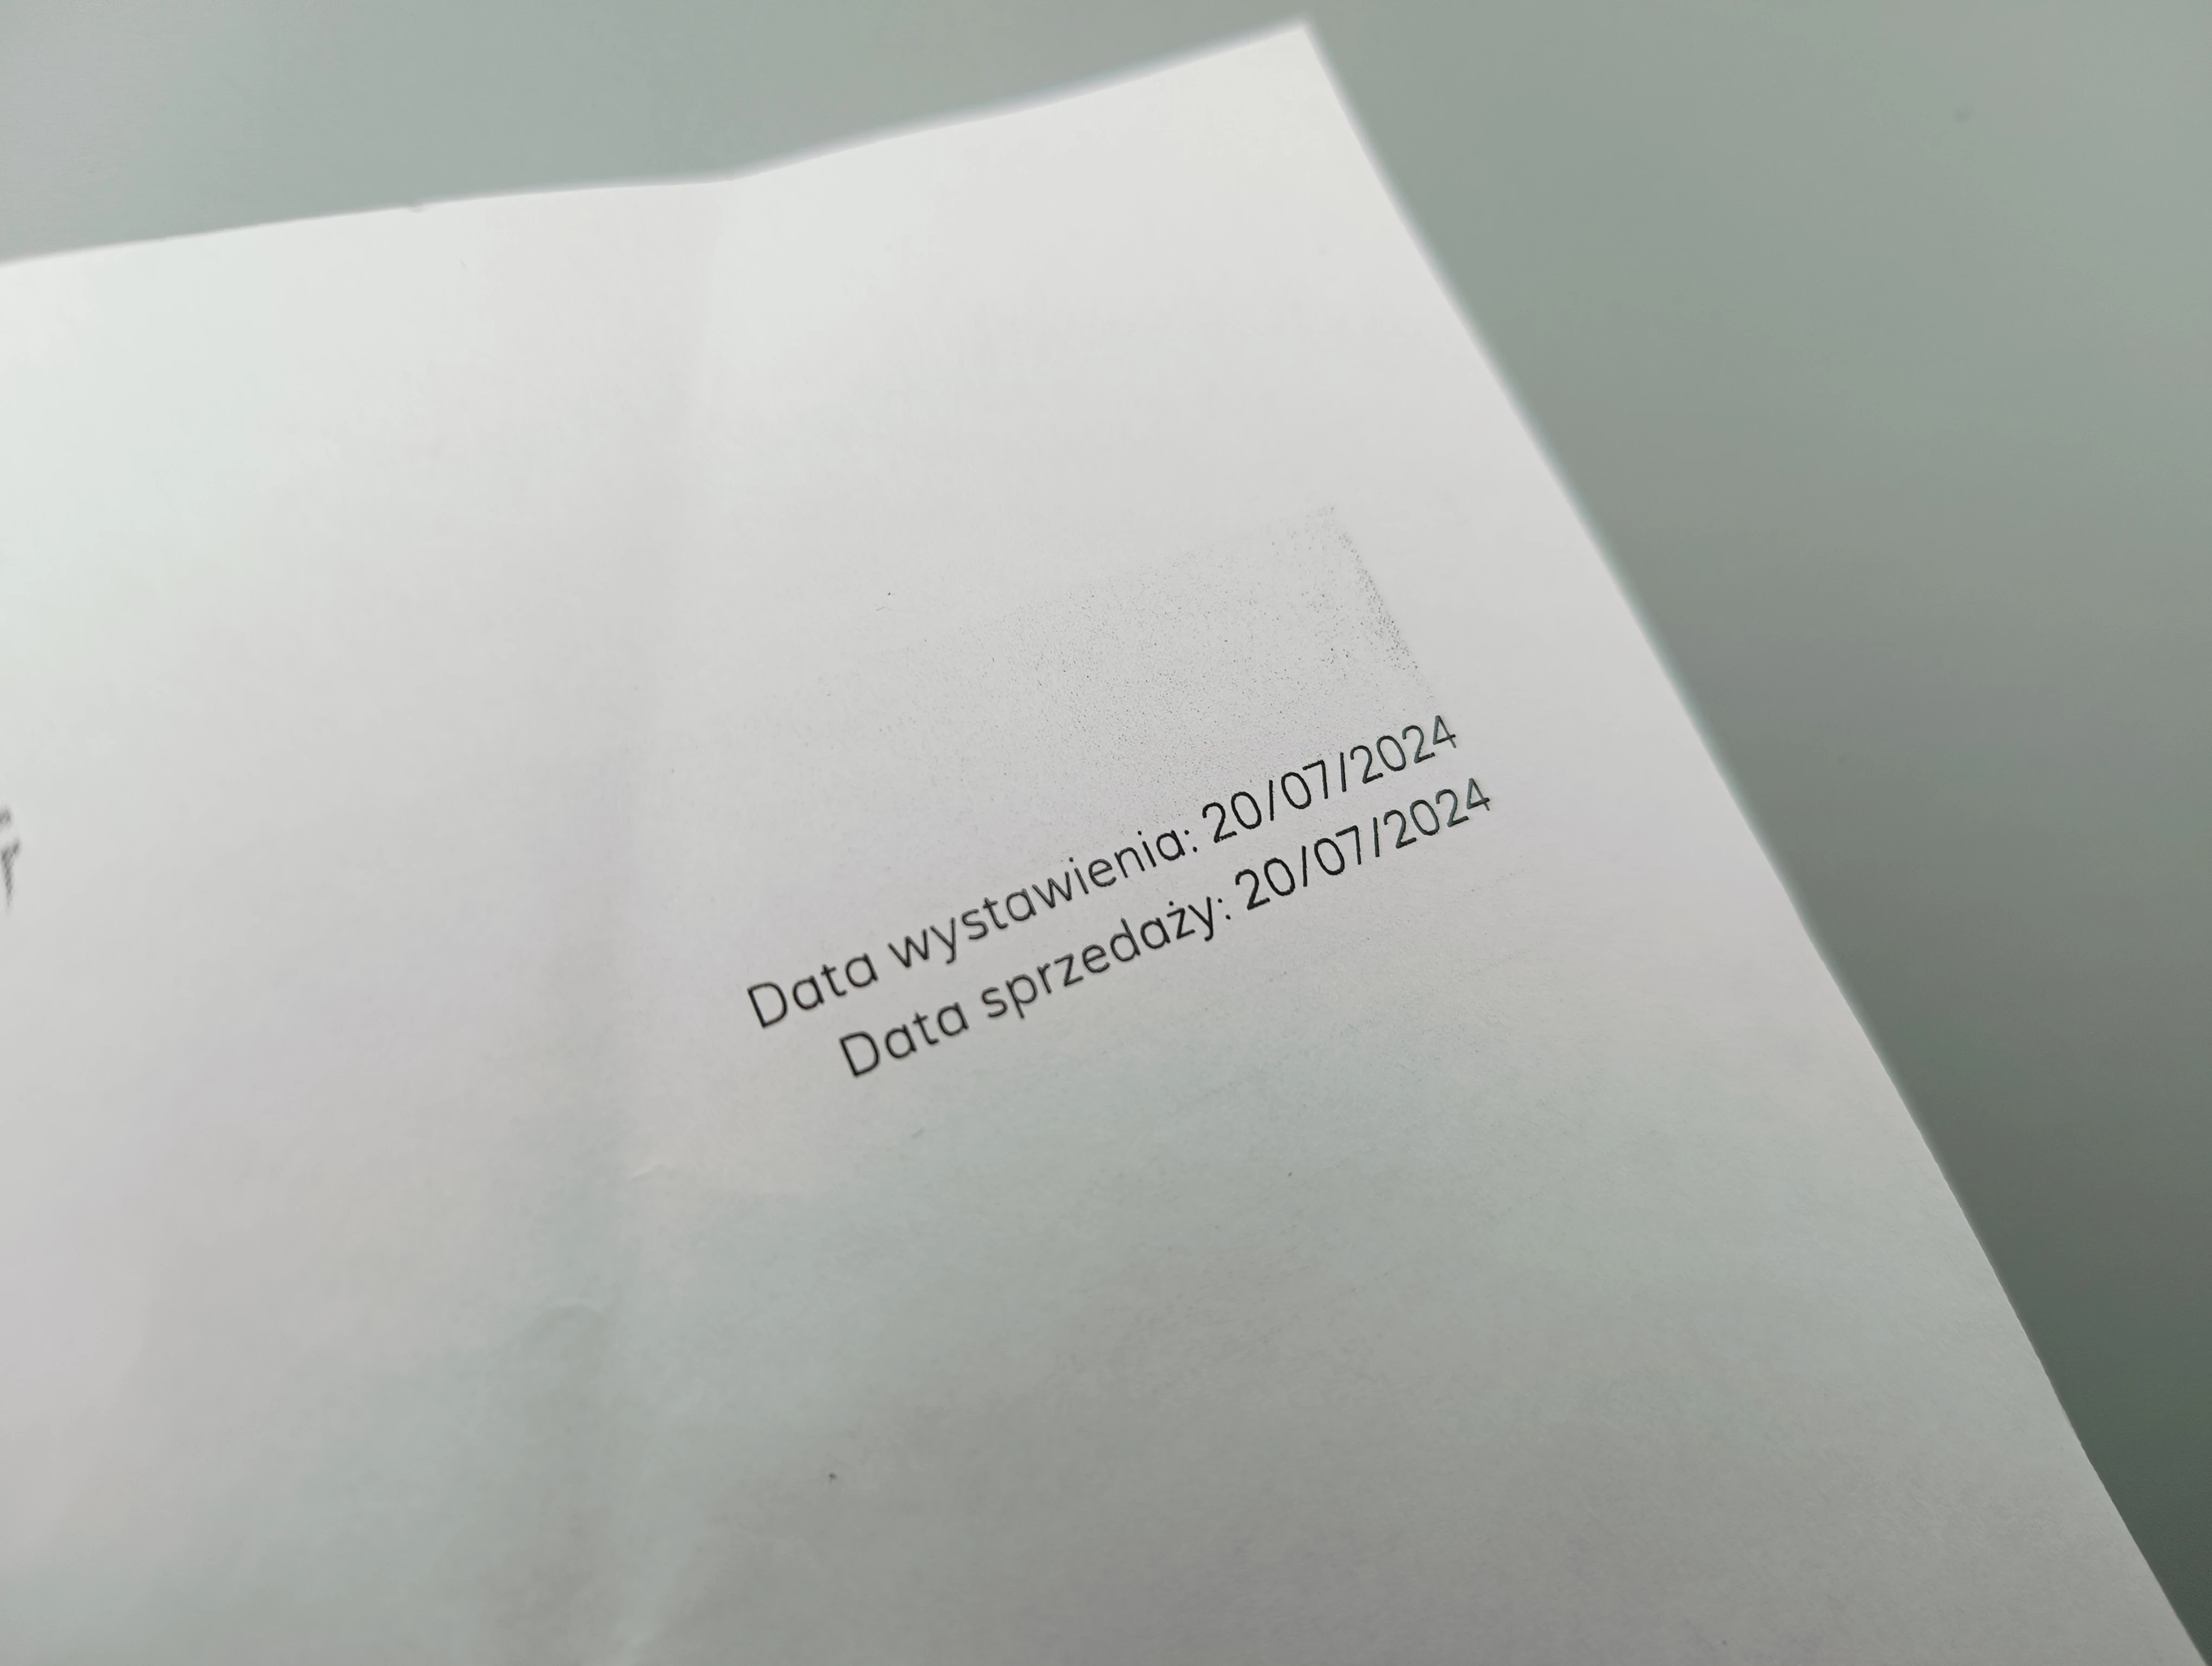 Data wystawienia: 20/07/2024
Data sprzedaży: 20/07/2024